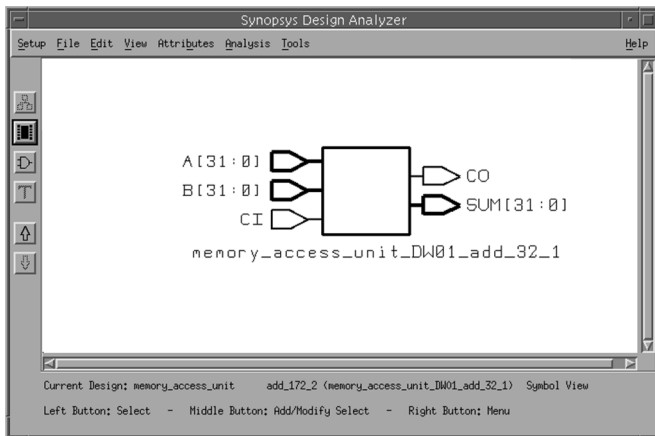 Synopsys Design Analyzer
Setup File Edit View Attributes Analysis Tools Help
A[31:0]
B[31:0]
CI
CO
SUM[31:0]
memory_access_unit_DW01_add_32_1
Current Design: memory_access_unit add_172_2 (memory_access_unit_DW01_add_32_1) Symbol View
Left Button: Select - Middle Button: Add/Modify Select - Right Button: Menu